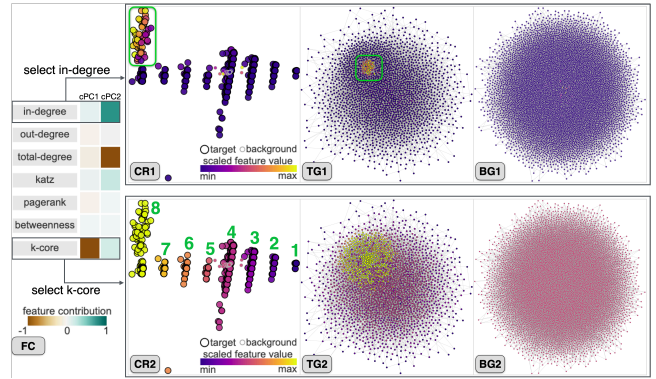 select in-degree
cPC1 cPC2
in-degree
out-degree
total-degree
katz
pagerank
betweenness
k-core
select k-core
feature contribution
-1 0 1
FC
target background
scaled feature value
min max
CR1
TG1
BG1
8
7 6 5 4 3 2 1
target background
scaled feature value
min max
CR2
TG2
BG2